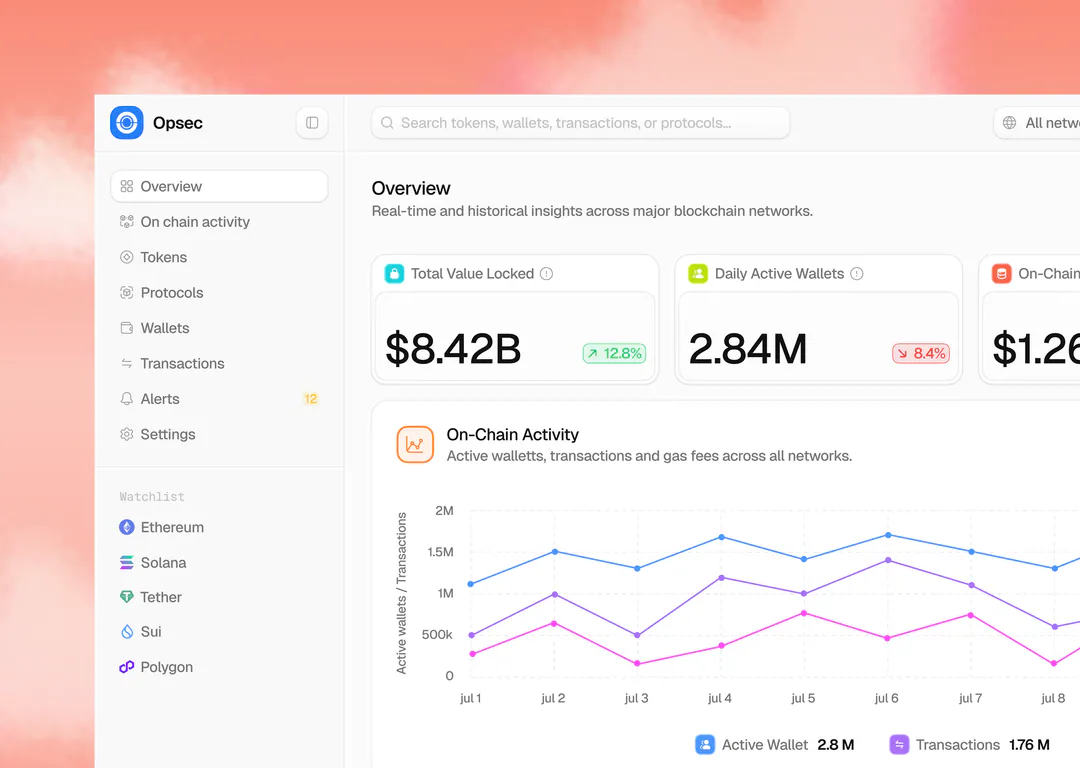 Opsec
Search tokens, wallets, transactions, or protocols...
All netwo
Overview
On chain activity
Tokens
Protocols
Wallets
Transactions
Alerts 12
Settings
Watchlist
Ethereum
Solana
Tether
Sui
Polygon
Overview
Real-time and historical insights across major blockchain networks.
Total Value Locked
$8.42B 12.8%
Daily Active Wallets
2.84M 8.4%
On-Chain
$1.26
On-Chain Activity
Active walletts, transactions and gas fees across all networks.
Active wallets / Transactions
2M
1.5M
1M
500k
0
jul 1 jul 2 jul 3 jul 4 jul 5 jul 6 jul 7 jul 8
Active Wallet 2.8 M Transactions 1.76 M